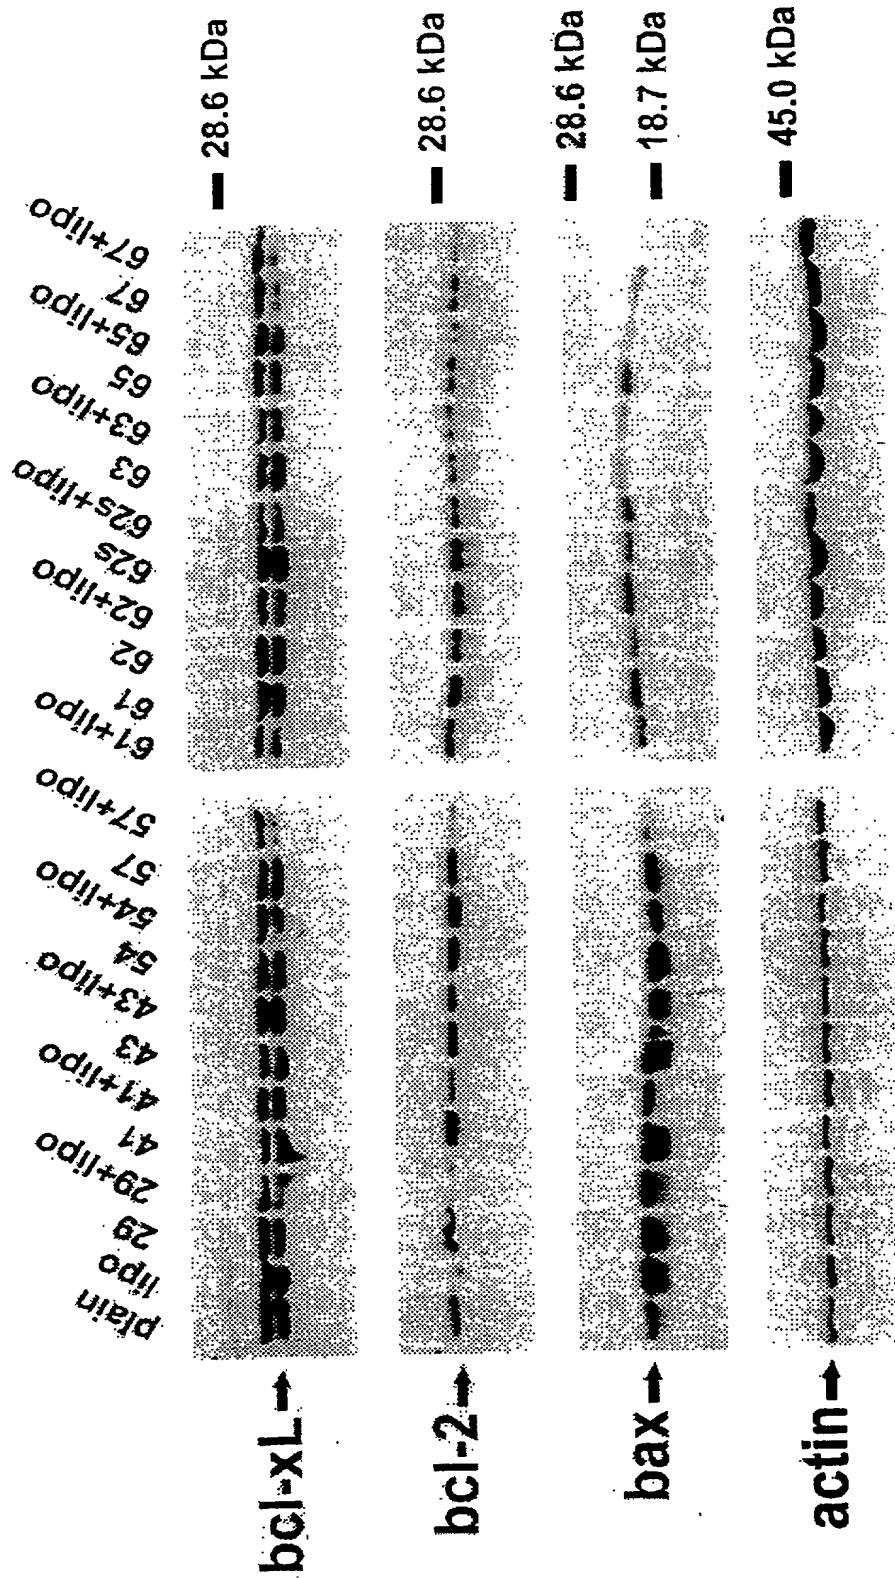 plain
lipo
29
29+lipo
41
41+lipo
43
43+lipo
54
54+lipo
57
57+lipo
61+lipo
61
62
62+lipo
62s
62s+lipo
63
63+lipo
65
65+lipo
67
67+lipo
bcl-xL
28.6 kDa
bcl-2
28.6 kDa
bax
28.6 kDa
18.7 kDa
actin
45.0 kDa